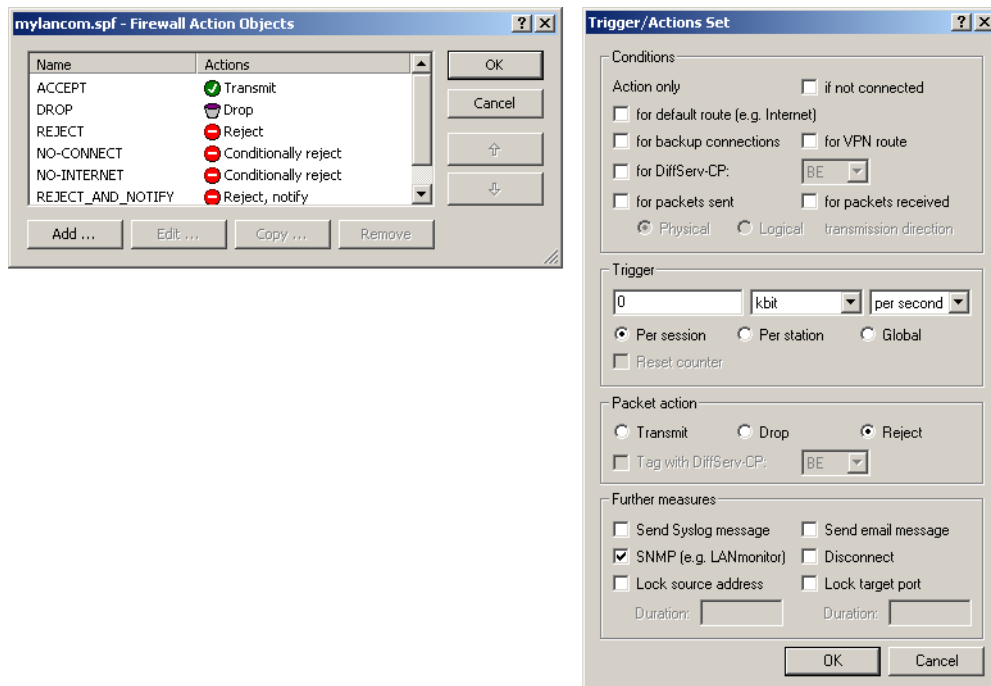 mylancom.spf - Firewall Action Objects
Name Actions
ACCEPT Transmit
DROP Drop
REJECT Reject
NO-CONNECT Conditionally reject
NO-INTERNET Conditionally reject
REJECT_AND_NOTIFY Reject, notify
OK
Cancel
Add ... Edit ... Copy ... Remove
Trigger/Actions Set
Conditions
Action only if not connected
for default route (e.g. Internet)
for backup connections for VPN route
for DiffServ-CP: BE
for packets sent for packets received
Physical Logical transmission direction
Trigger
0 kbit per second
Per session Per station Global
Reset counter
Packet action
Transmit Drop Reject
Tag with DiffServ-CP: BE
Further measures
Send Syslog message Send email message
SNMP (e.g. LANmonitor) Disconnect
Lock source address Lock target port
Duration: Duration:
OK Cancel